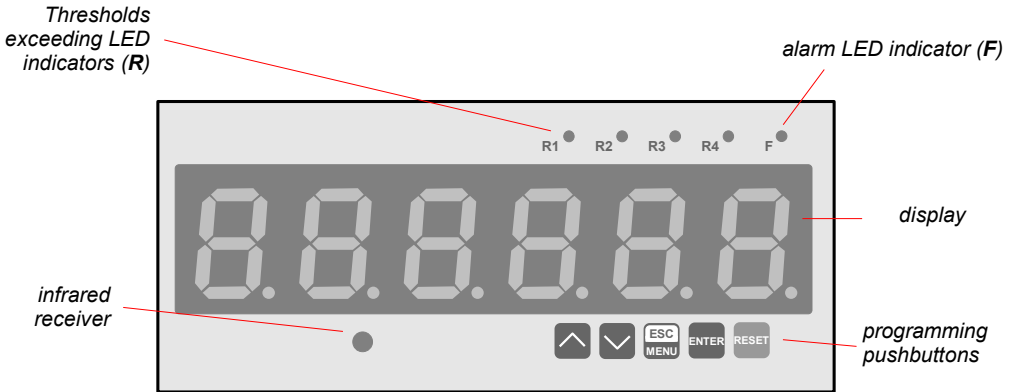 Thresholds
exceeding LED
indicators (R)
alarm LED indicator (F)
R1 R2 R3 R4 F
display
infrared
receiver
ESC
MENU
ENTER
RESET
programming
pushbuttons